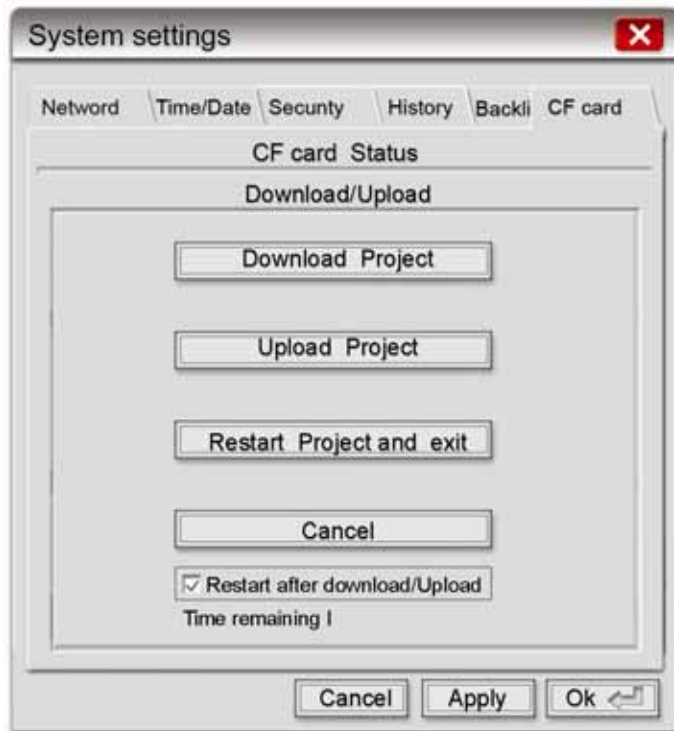 System settings
Netword Time/Date Secunty History Backli CF card
CF card Status
Download/Upload
Download Project
Upload Project
Restart Project and exit
Cancel
Restart after download/Upload
Time remaining I
Cancel Apply Ok